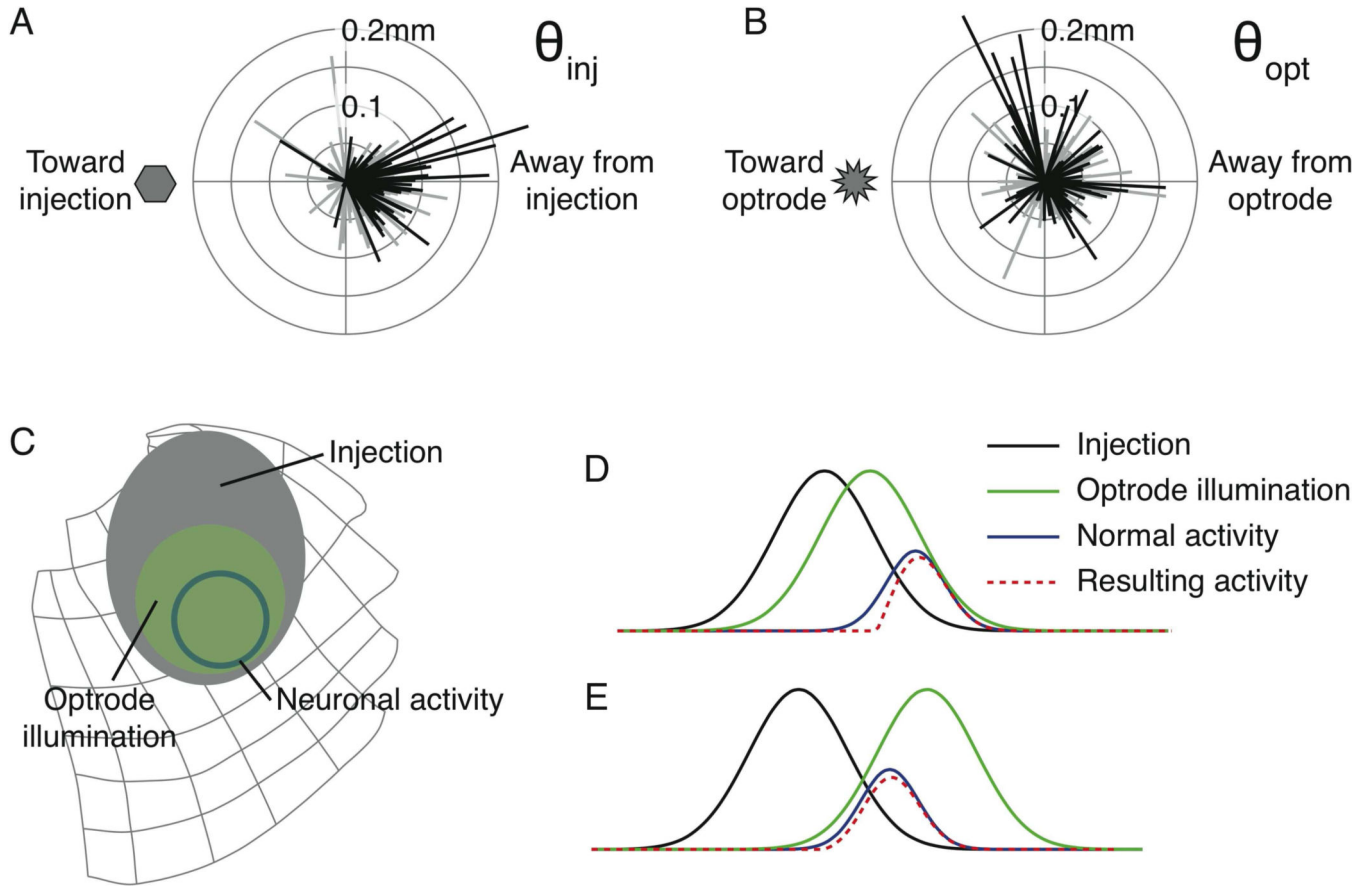 A
0.2mm
θinj
0.1
Toward
injection
Away from
injection
B
0.2mm
θopt
0.1
Toward
optrode
Away from
optrode
C
Injection
Optrode
illumination
Neuronal activity
D
Injection
Optrode illumination
Normal activity
Resulting activity
E